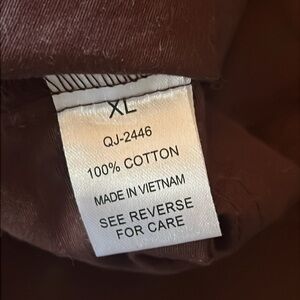 XL
QJ-2446
100% COTTON
MADE IN VIETNAM
SEE REVERSE
FOR CARE